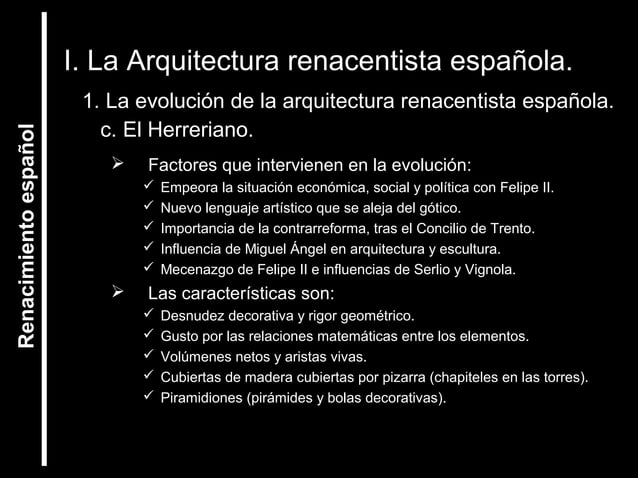 Renacimiento español
I. La Arquitectura renacentista española.
1. La evolución de la arquitectura renacentista española.
c. El Herreriano.
➢ Factores que intervienen en la evolución:
✓ Empeora la situación económica, social y política con Felipe II.
✓ Nuevo lenguaje artístico que se aleja del gótico.
✓ Importancia de la contrarreforma, tras el Concilio de Trento.
✓ Influencia de Miguel Ángel en arquitectura y escultura.
✓ Mecenazgo de Felipe II e influencias de Serlio y Vignola.
➢ Las características son:
✓ Desnudez decorativa y rigor geométrico.
✓ Gusto por las relaciones matemáticas entre los elementos.
✓ Volúmenes netos y aristas vivas.
✓ Cubiertas de madera cubiertas por pizarra (chapiteles en las torres).
✓ Piramidiones (pirámides y bolas decorativas).